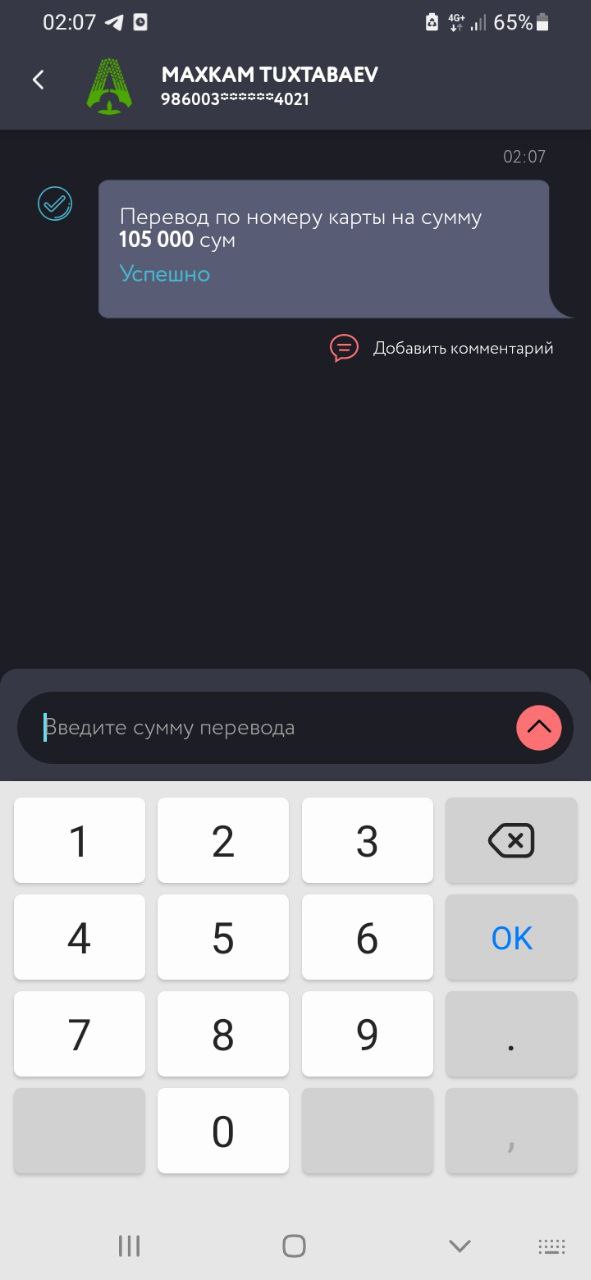 02:07
4G+
65%
MAXKAM TUXTABAEV
986003******4021
02:07
Перевод по номеру карты на сумму
105 000 сум
Успешно
Добавить комментарий
Введите сумму перевода
1 2 3
4 5 6 OK
7 8 9 .
0 ,